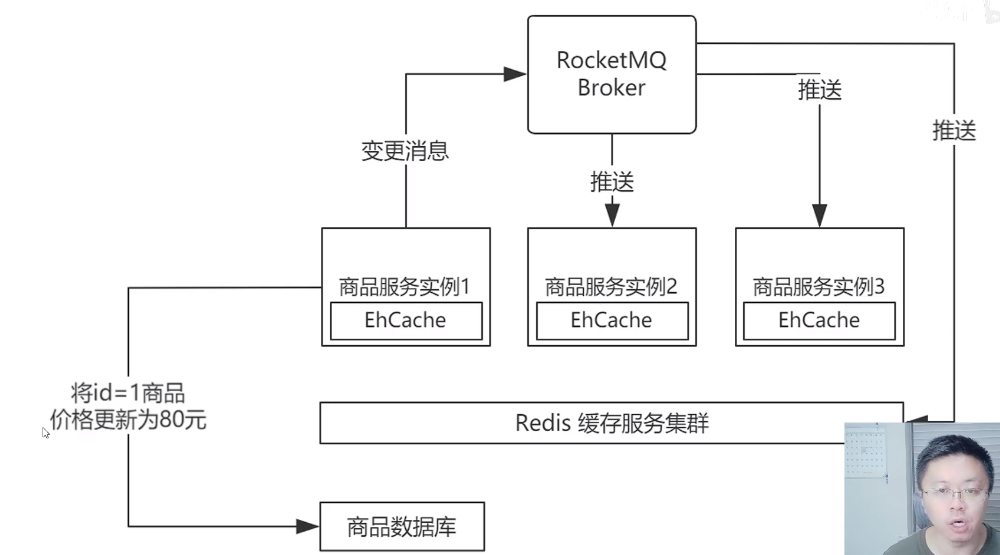 RocketMQ
Broker
推送
推送
变更消息
推送
商品服务实例1
EhCache
商品服务实例2
EhCache
商品服务实例3
EhCache
将id=1商品
价格更新为80元
Redis 缓存服务集群
商品数据库